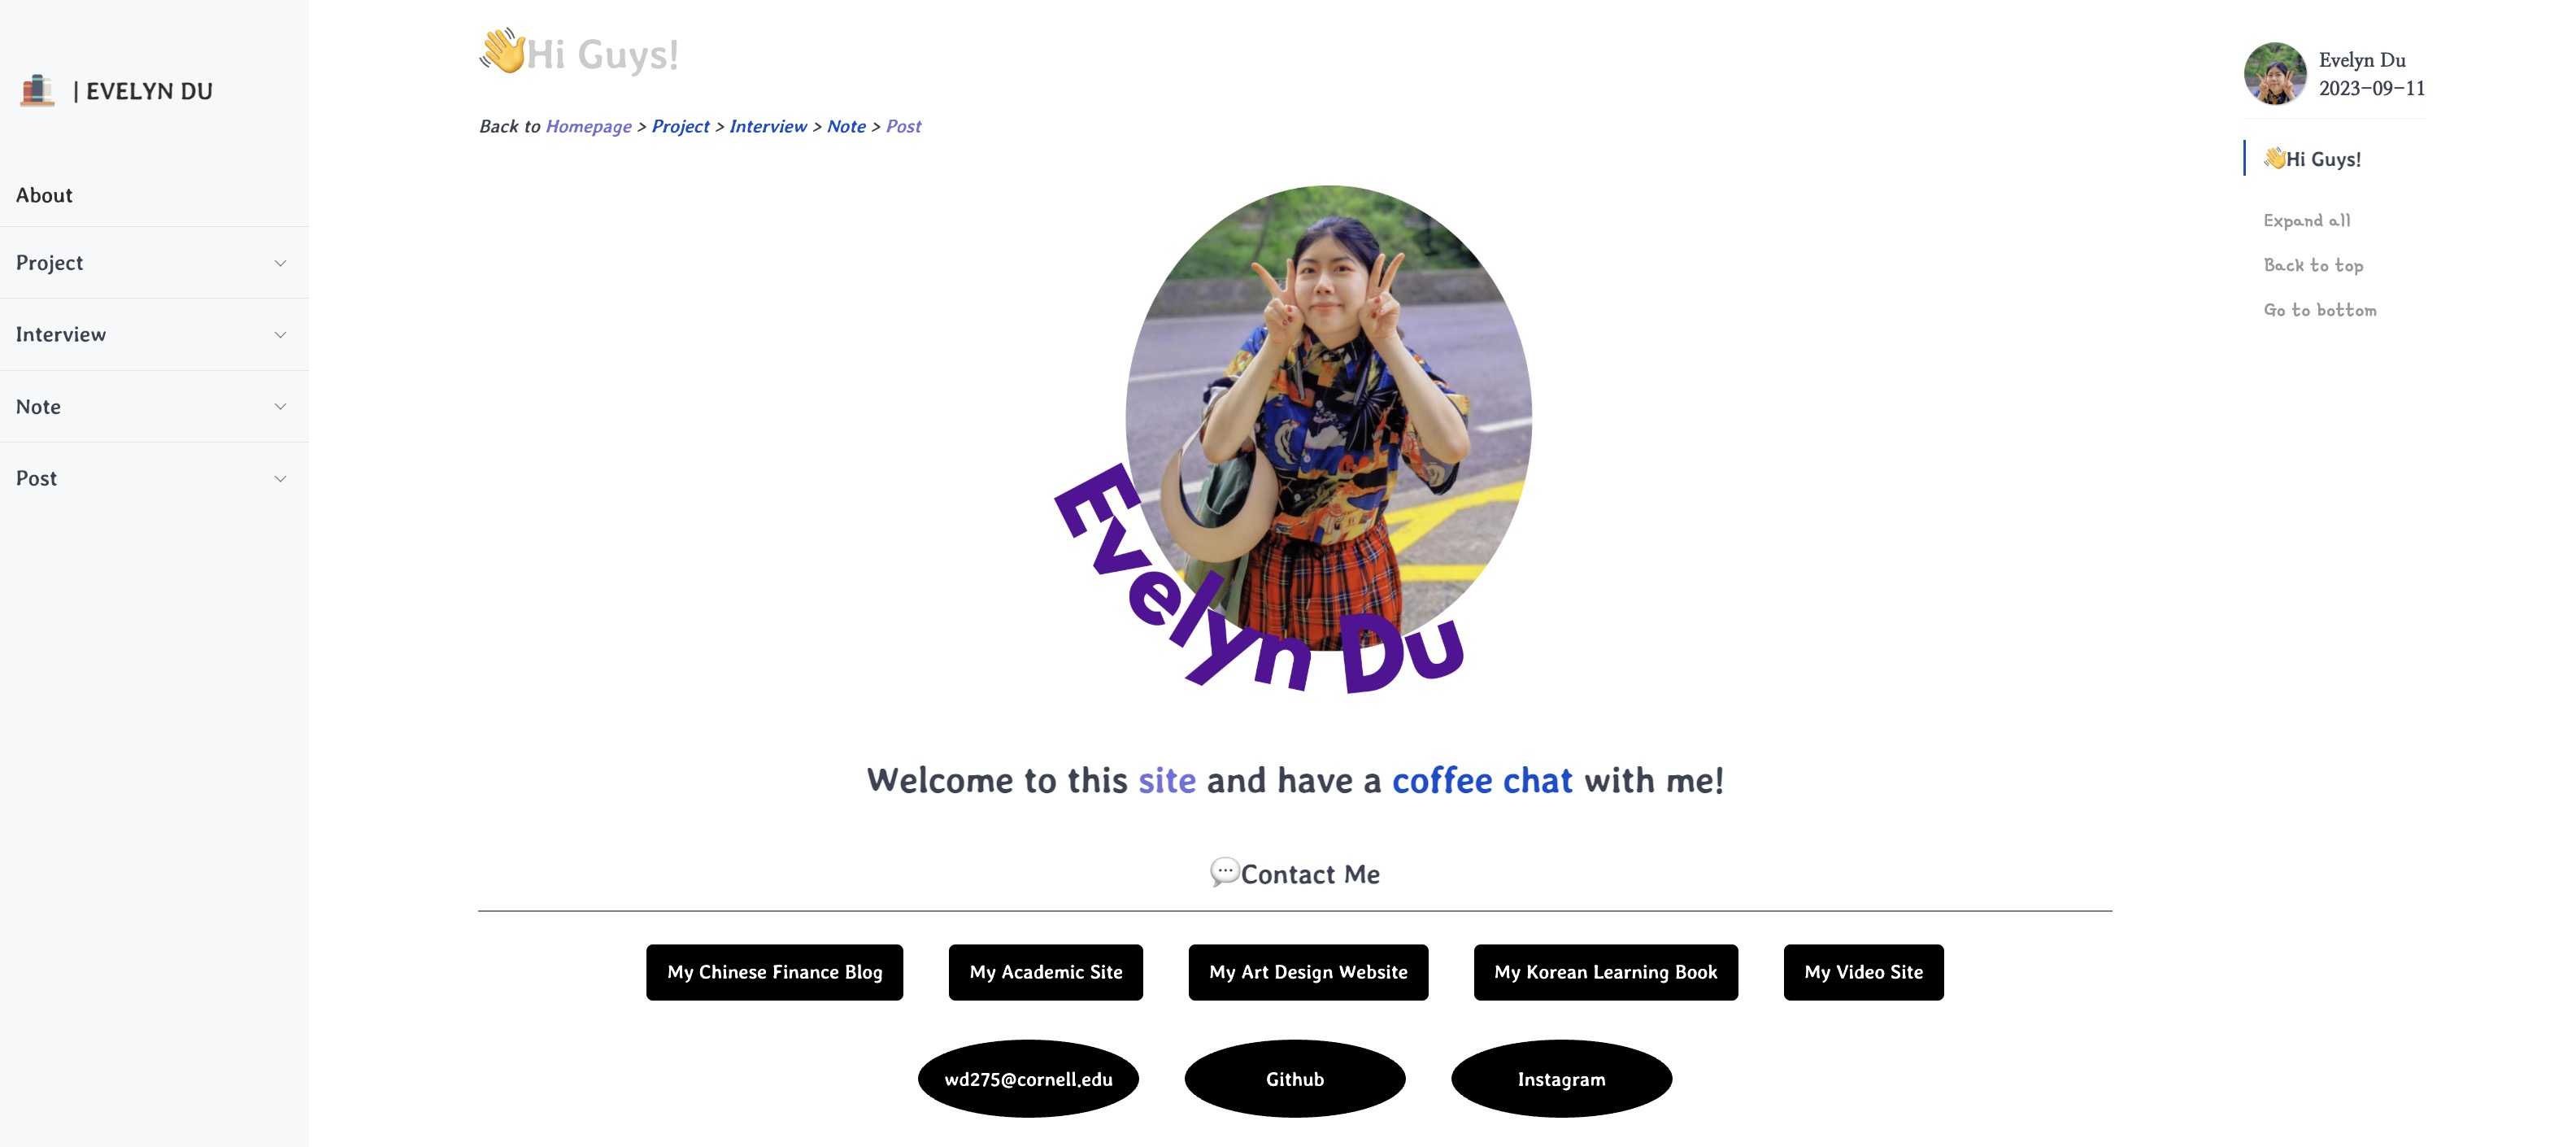 | EVELYN DU
About
Project
Interview
Note
Post
👋Hi Guys!
Back to Homepage > Project > Interview > Note > Post
Evelyn Du
Welcome to this site and have a coffee chat with me!
💬Contact Me
My Chinese Finance Blog
My Academic Site
My Art Design Website
My Korean Learning Book
My Video Site
wd275@cornell.edu
Github
Instagram
Evelyn Du
2023-09-11
👋Hi Guys!
Expand all
Back to top
Go to bottom